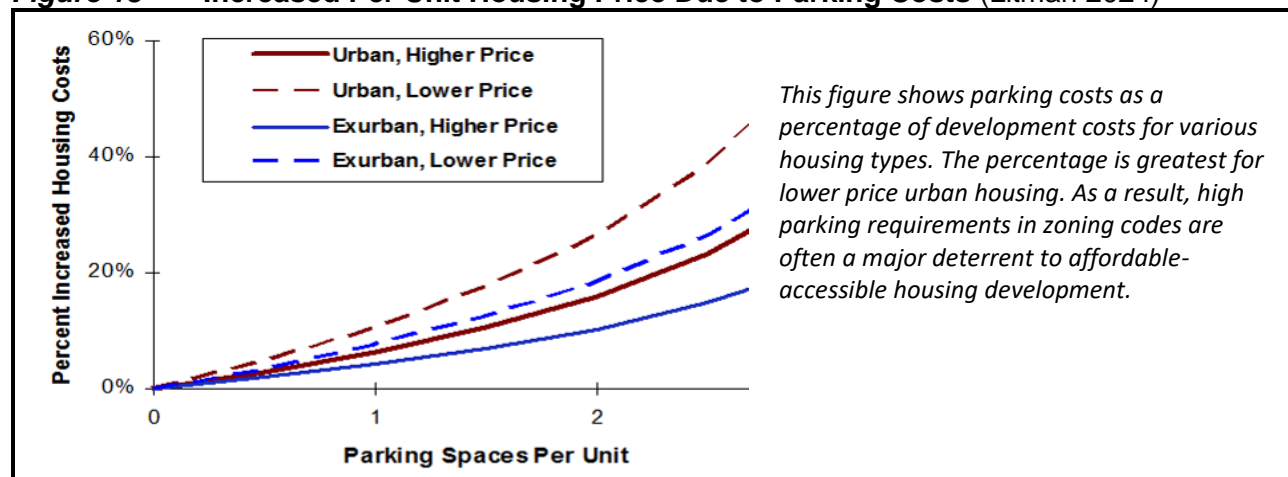 Increased Per Unit Housing Price Due to Parking Costs
60%
40%
20%
0%
Percent Increased Housing Costs
Urban, Higher Price
Urban, Lower Price
Exurban, Higher Price
Exurban, Lower Price
0 1 2
Parking Spaces Per Unit
This figure shows parking costs as a
percentage of development costs for various
housing types. The percentage is greatest for
lower price urban housing. As a result, high
parking requirements in zoning codes are
often a major deterrent to affordable-
accessible housing development.